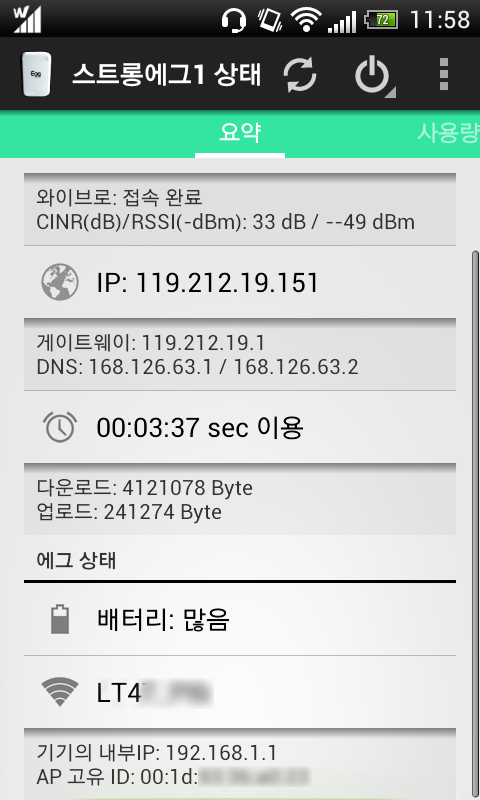 W
72
11:58
Egg
스트롱에그1 상태
요약
사용량
와이브로: 접속 완료
CINR(dB)/RSSI(-dBm): 33 dB / --49 dBm
IP: 119.212.19.151
게이트웨이: 119.212.19.1
DNS: 168.126.63.1 / 168.126.63.2
00:03:37 sec 이용
다운로드: 4121078 Byte
업로드: 241274 Byte
에그 상태
배터리: 많음
LT4
기기의 내부IP: 192.168.1.1
AP 고유 ID: 00:1d: